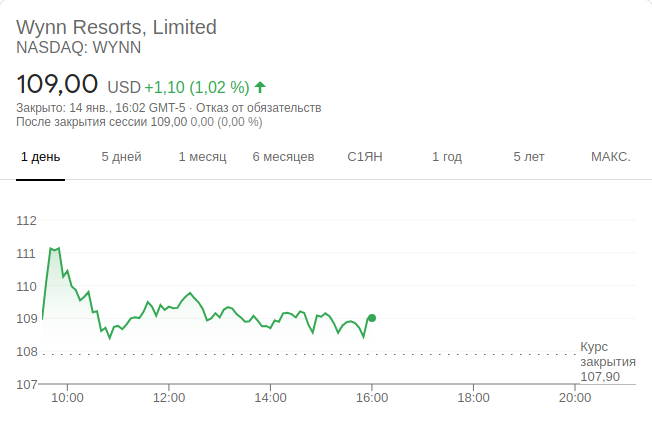 Wynn Resorts, Limited
NASDAQ: WYNN
109,00 USD +1,10 (1,02 %)
Закрыто: 14 янв., 16:02 GMT-5 · Отказ от обязательств
После закрытия сессии 109,00 0,00 (0,00 %)
1 день 5 дней 1 месяц 6 месяцев С1ЯН 1 год 5 лет МАКС.
112
111
110
109
108
Курс
закрытия
107,90
107
10:00 12:00 14:00 16:00 18:00 20:00